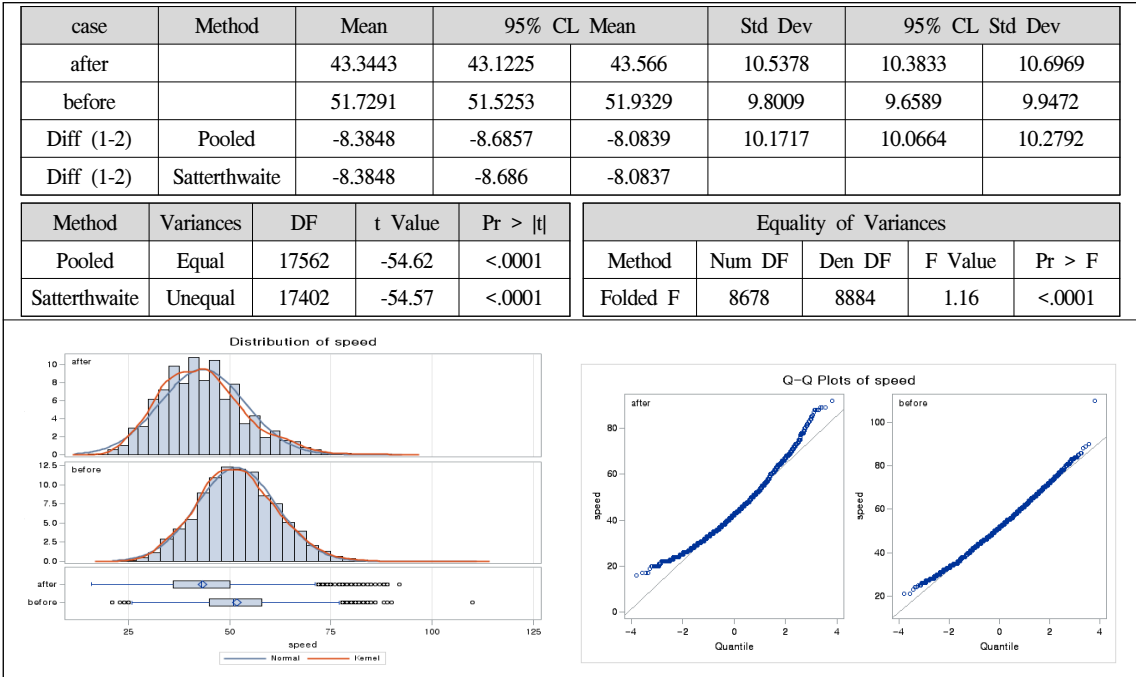 case Method Mean 95% CL Mean Std Dev 95% CL Std Dev
after 43.3443 43.1225 43.566 10.5378 10.3833 10.6969
before 51.7291 51.5253 51.9329 9.8009 9.6589 9.9472
Diff (1-2) Pooled -8.3848 -8.6857 -8.0839 10.1717 10.0664 10.2792
Diff (1-2) Satterthwaite -8.3848 -8.686 -8.0837
Method Variances DF t Value Pr > |t|
Pooled Equal 17562 -54.62 <.0001
Satterthwaite Unequal 17402 -54.57 <.0001
Equality of Variances
Method Num DF Den DF F Value Pr > F
Folded F 8678 8884 1.16 <.0001
Distribution of speed
after
10
8
6
4
2
0
before
12.5
10.0
7.5
5.0
2.5
0.0
after
before
25 50 75 100 125
speed
Normal Kernel
Q-Q Plots of speed
after
80
60
40
20
0
speed
-4 -2 0 2 4
Quantile
before
100
80
60
40
20
speed
-4 -2 0 2 4
Quantile